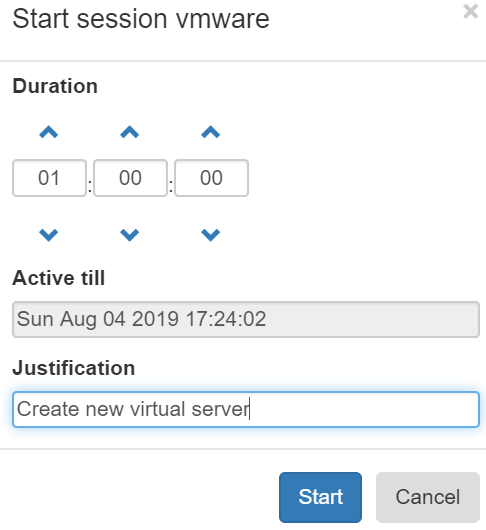 Start session vmware ×
Duration
01 : 00 : 00
Active till
Sun Aug 04 2019 17:24:02
Justification
Create new virtual server
Start Cancel